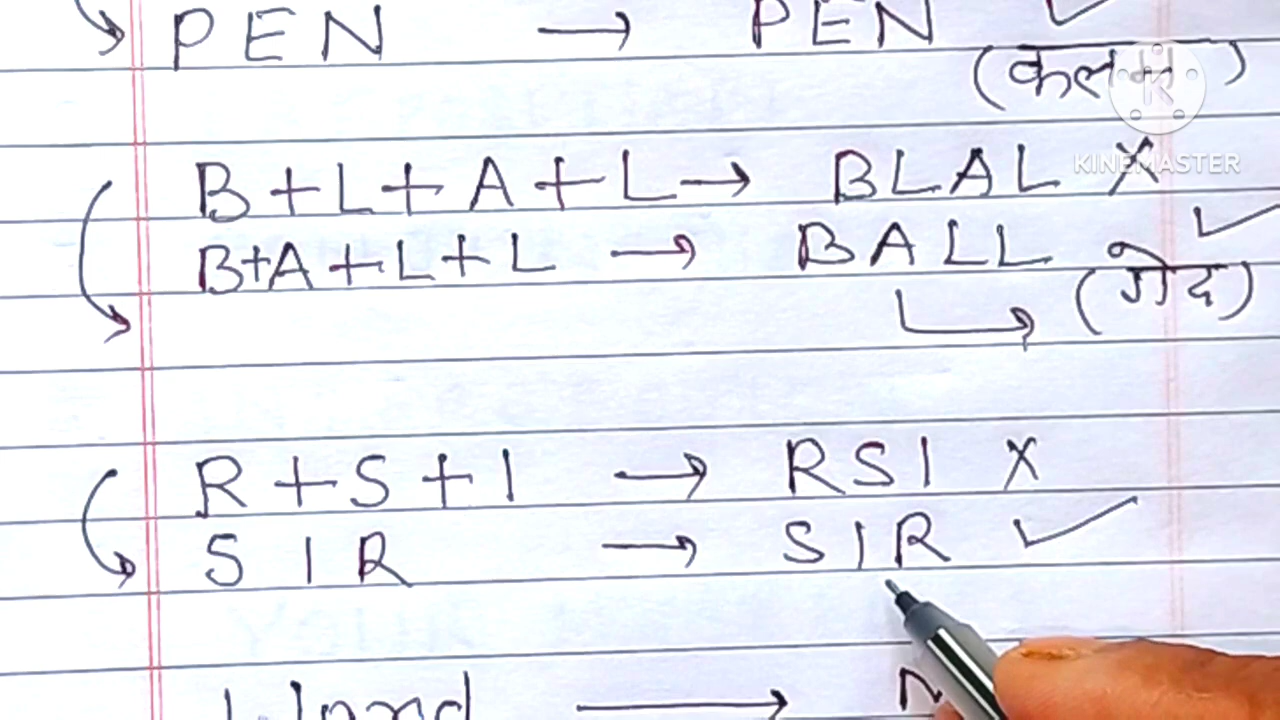 PEN → PEN ✓
(कलम)
KINEMASTER
B+L+A+L → BLAL X
B+A+L+L → BALL ✓
(गेद)
R+S+I → RSI X
SIR → SIR ✓
→